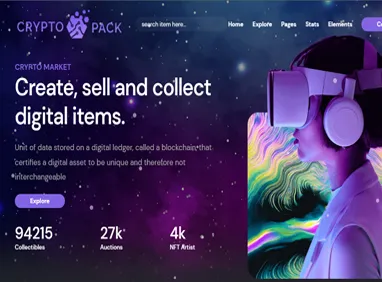 CRYPTO PACK
search item here..
Home Explore Pages Stats Elements
CRYPTO MARKET
Create, sell and collect
digital items.
Unit of data stored on a digital ledger, called a blockchain, that
certifies a digital asset to be unique and therefore not
interchangeable
Explore
94215 27k 4k
Collectibles Auctions NFT Artist